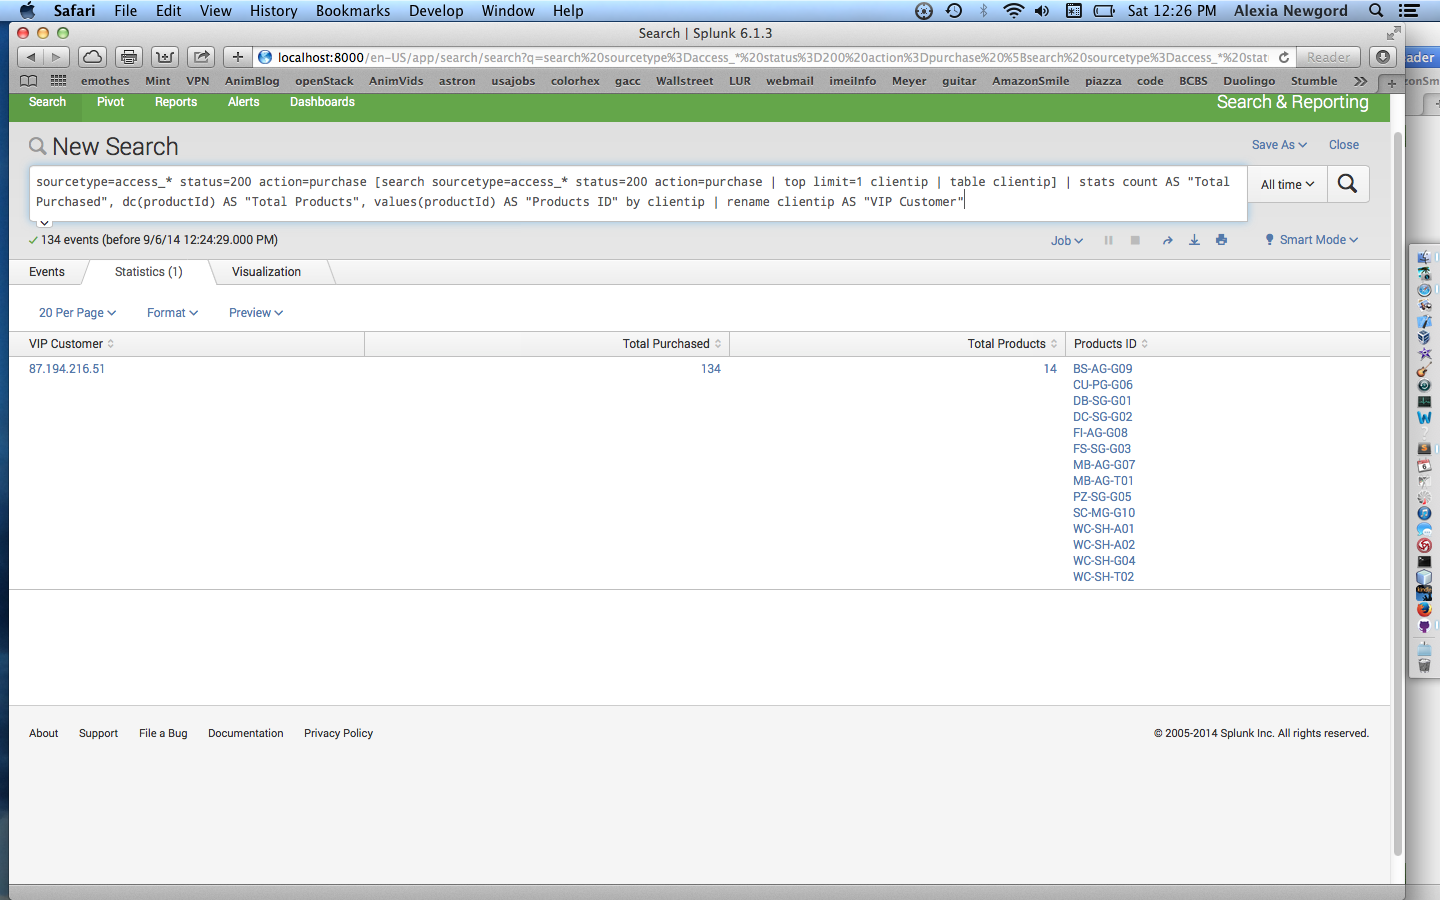 Safari File Edit View History Bookmarks Develop Window Help Sat 12:26 PM Alexia Newgord
Search | Splunk 6.1.3
localhost:8000/en-US/app/search/search?q=search%20sourcetype%3Daccess_*%20status%3D200%20action%3Dpurchase%20%5Bsearch%20sourcetype%3Daccess_*%20stat Reader
emothes Mint VPN AnimBlog openStack AnimVids astron usajobs colorhex gacc Wallstreet LUR webmail imeiInfo Meyer guitar AmazonSmile piazza code BCBS Duolingo Stumble
Search Pivot Reports Alerts Dashboards Search & Reporting
New Search Save As Close
sourcetype=access_* status=200 action=purchase [search sourcetype=access_* status=200 action=purchase | top limit=1 clientip | table clientip] | stats count AS "Total
Purchased", dc(productId) AS "Total Products", values(productId) AS "Products ID" by clientip | rename clientip AS "VIP Customer"
All time
134 events (before 9/6/14 12:24:29.000 PM) Job Smart Mode
Events Statistics (1) Visualization
20 Per Page Format Preview
VIP Customer Total Purchased Total Products Products ID
87.194.216.51 134 14 BS-AG-G09
CU-PG-G06
DB-SG-G01
DC-SG-G02
FI-AG-G08
FS-SG-G03
MB-AG-G07
MB-AG-T01
PZ-SG-G05
SC-MG-G10
WC-SH-A01
WC-SH-A02
WC-SH-G04
WC-SH-T02
About Support File a Bug Documentation Privacy Policy © 2005-2014 Splunk Inc. All rights reserved.